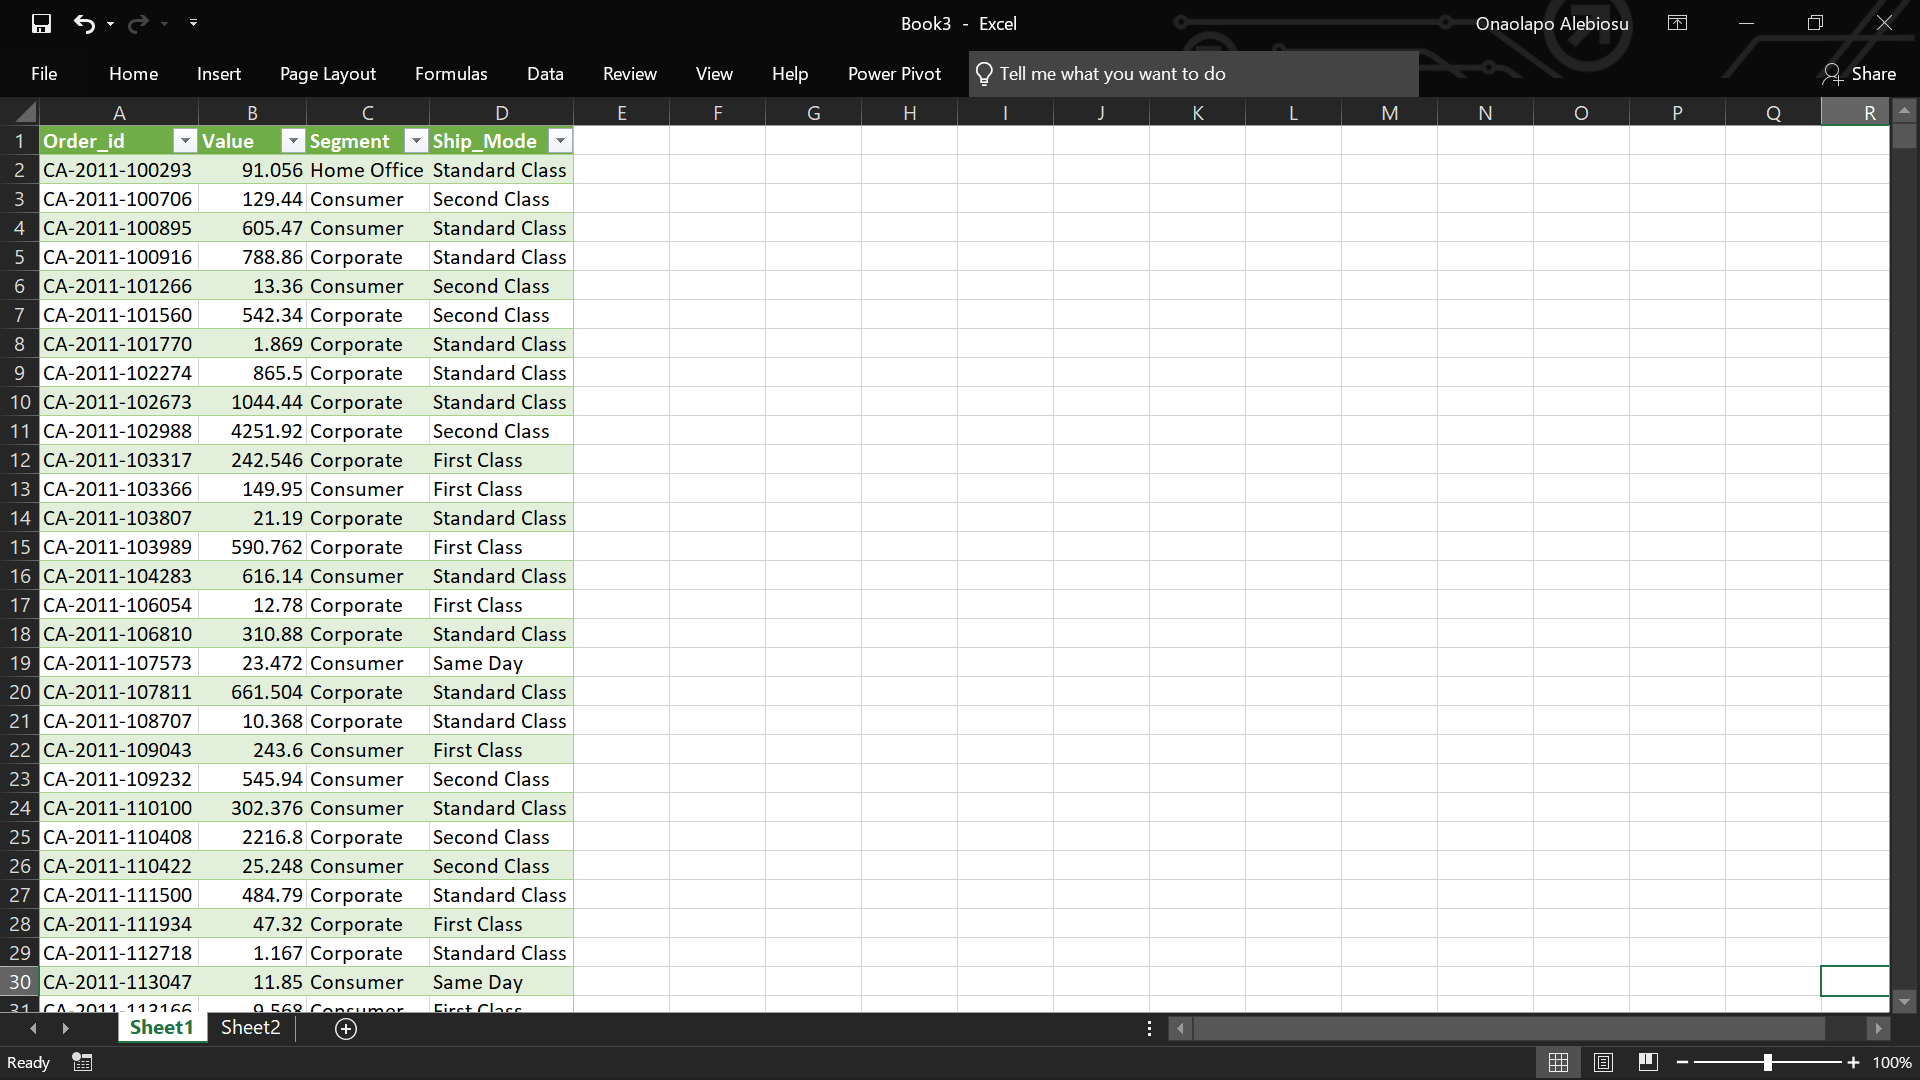 Book3 - Excel
Onaolapo Alebiosu
File Home Insert Page Layout Formulas Data Review View Help Power Pivot Tell me what you want to do Share
A B C D E F G H I J K L M N O P Q R
1 Order_id Value Segment Ship_Mode
2 CA-2011-100293 91.056 Home Office Standard Class
3 CA-2011-100706 129.44 Consumer Second Class
4 CA-2011-100895 605.47 Consumer Standard Class
5 CA-2011-100916 788.86 Corporate Standard Class
6 CA-2011-101266 13.36 Consumer Second Class
7 CA-2011-101560 542.34 Corporate Second Class
8 CA-2011-101770 1.869 Corporate Standard Class
9 CA-2011-102274 865.5 Corporate Standard Class
10 CA-2011-102673 1044.44 Corporate Standard Class
11 CA-2011-102988 4251.92 Corporate Second Class
12 CA-2011-103317 242.546 Corporate First Class
13 CA-2011-103366 149.95 Consumer First Class
14 CA-2011-103807 21.19 Corporate Standard Class
15 CA-2011-103989 590.762 Corporate First Class
16 CA-2011-104283 616.14 Consumer Standard Class
17 CA-2011-106054 12.78 Corporate First Class
18 CA-2011-106810 310.88 Corporate Standard Class
19 CA-2011-107573 23.472 Consumer Same Day
20 CA-2011-107811 661.504 Corporate Standard Class
21 CA-2011-108707 10.368 Corporate Standard Class
22 CA-2011-109043 243.6 Consumer First Class
23 CA-2011-109232 545.94 Consumer Second Class
24 CA-2011-110100 302.376 Consumer Standard Class
25 CA-2011-110408 2216.8 Corporate Second Class
26 CA-2011-110422 25.248 Consumer Second Class
27 CA-2011-111500 484.79 Corporate Standard Class
28 CA-2011-111934 47.32 Corporate First Class
29 CA-2011-112718 1.167 Corporate Standard Class
30 CA-2011-113047 11.85 Consumer Same Day
31 CA-2011-113166 9.568 Consumer First Class
Sheet1 Sheet2
Ready 100%